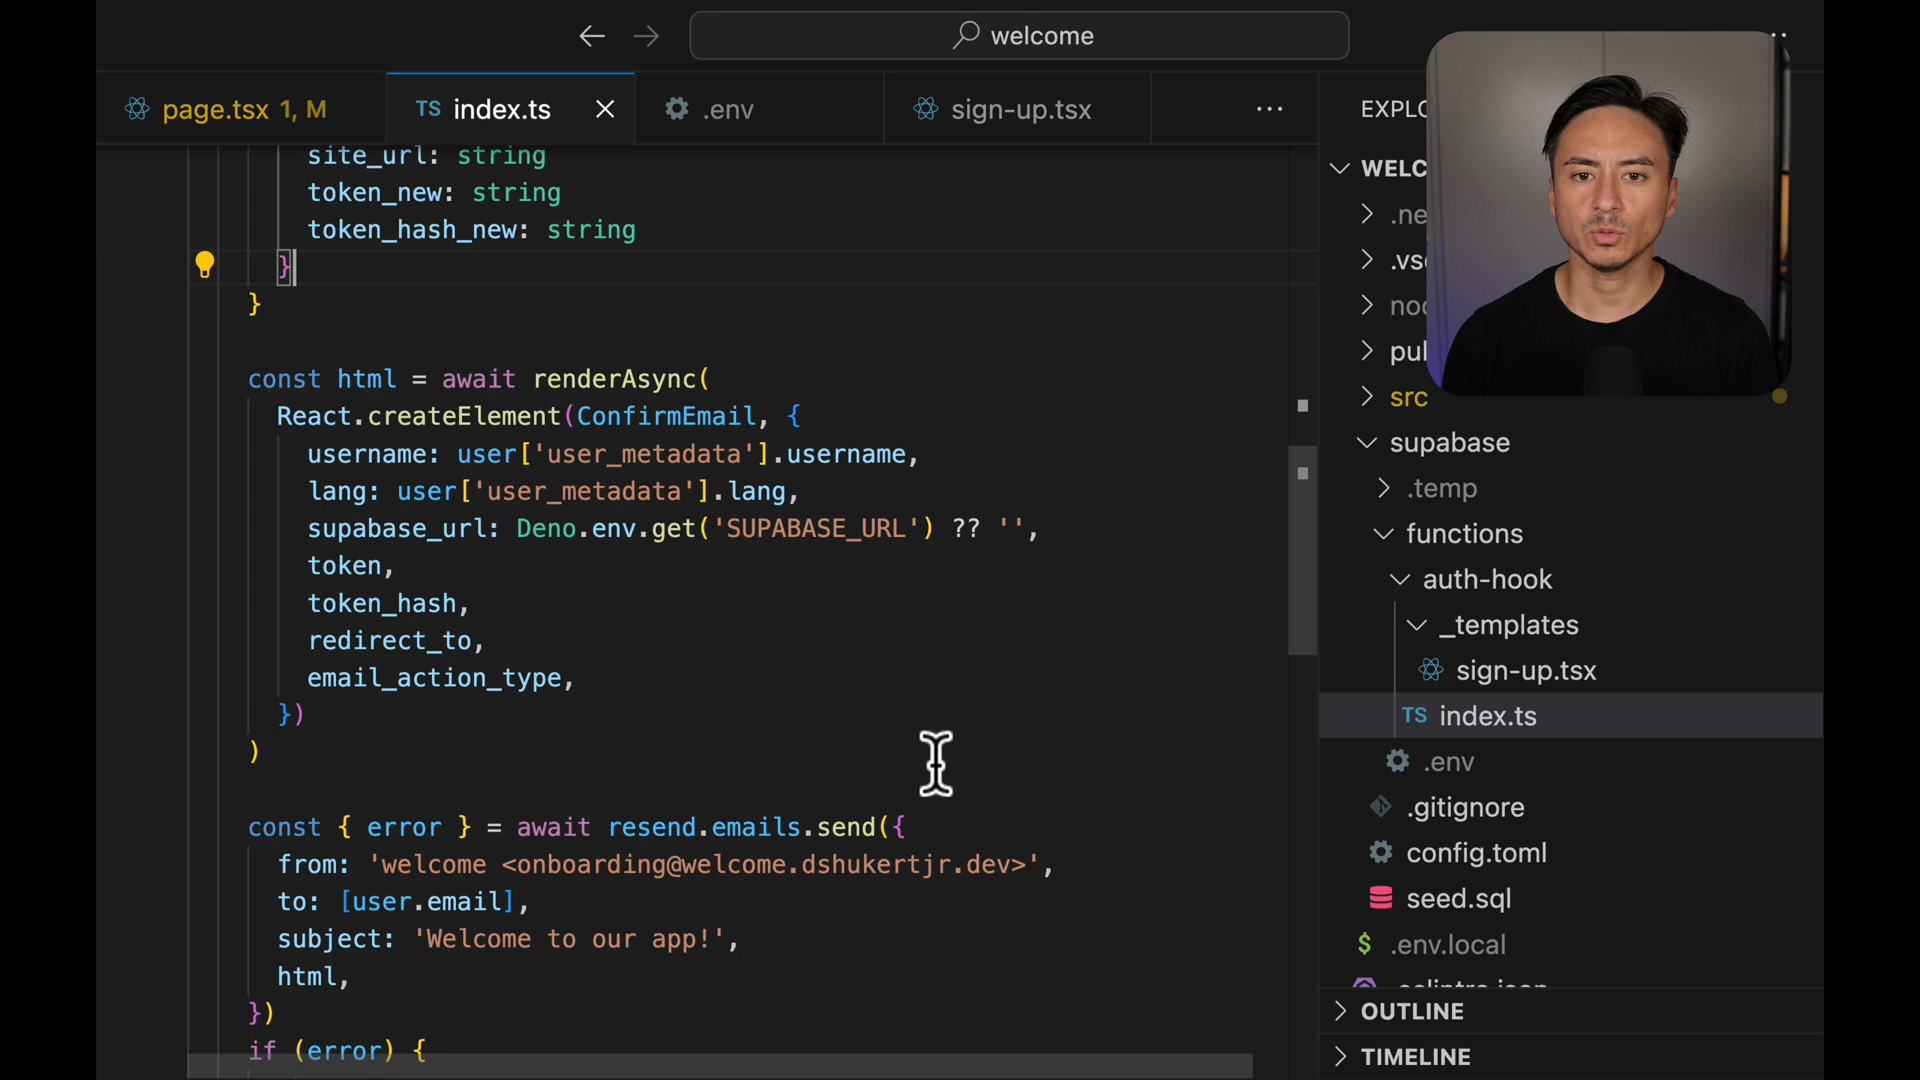 welcome
page.tsx 1, M
TS index.ts
.env
sign-up.tsx
site_url: string
token_new: string
token_hash_new: string
}
}
const html = await renderAsync(
React.createElement(ConfirmEmail, {
username: user['user_metadata'].username,
lang: user['user_metadata'].lang,
supabase_url: Deno.env.get('SUPABASE_URL') ?? '',
token,
token_hash,
redirect_to,
email_action_type,
})
)
const { error } = await resend.emails.send({
from: 'welcome <onboarding@welcome.dshukertjr.dev>',
to: [user.email],
subject: 'Welcome to our app!',
html,
})
if (error) {
EXPLO
WELC
.ne
.vs
noc
pul
src
supabase
.temp
functions
auth-hook
_templates
sign-up.tsx
TS index.ts
.env
.gitignore
config.toml
seed.sql
$ .env.local
OUTLINE
TIMELINE